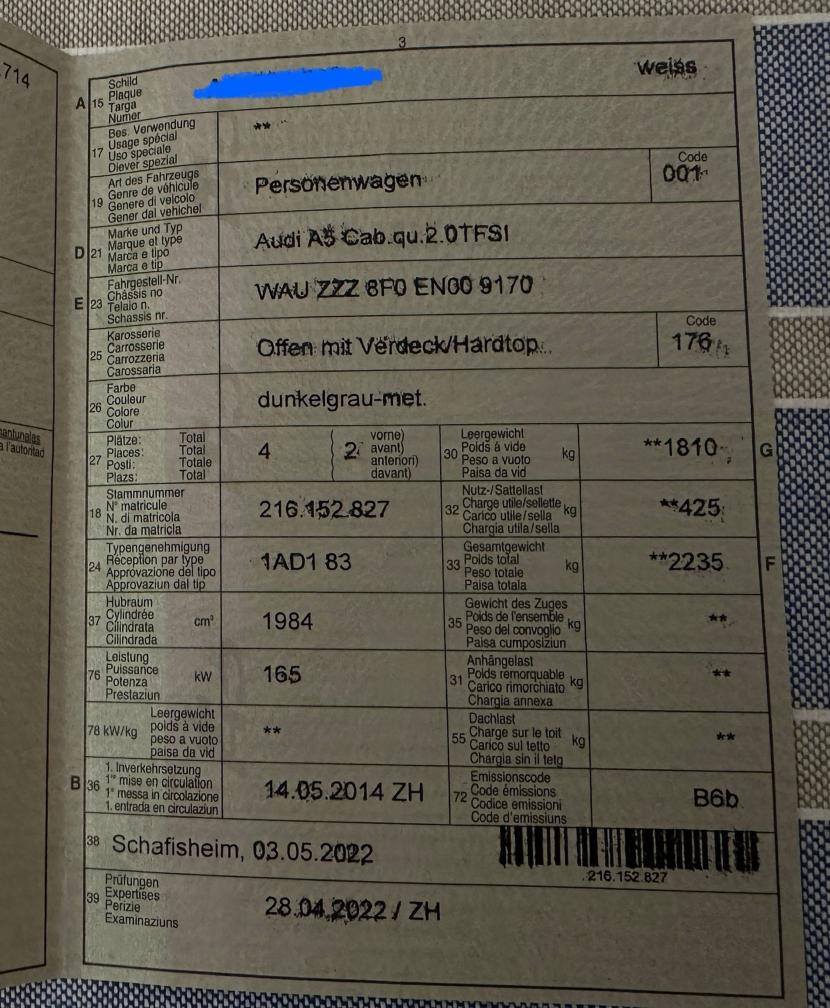 3
714
A 15 Schild
Plaque
Targa
Numer
weiss
17 Bes. Verwendung
Usage spécial
Uso speciale
Diever spezial
**
19 Art des Fahrzeugs
Genre de véhicule
Genere di veicolo
Gener dal vehichel
Personenwagen
Code
001
D 21 Marke und Typ
Marque et type
Marca e tipo
Marca e tip
Audi A5 Cab.qu.2.0TFSI
E 23 Fahrgestell-Nr.
Châssis no
Telaio n.
Schassis nr.
WAU ZZZ 8F0 EN00 9170
25 Karosserie
Carrosserie
Carrozzeria
Carossaria
Offen mit Verdeck/Hardtop
Code
176
26 Farbe
Couleur
Colore
Colur
dunkelgrau-met.
27 Plätze: Total
Places: Total
Posti: Totale
Plazs: Total
4
( 2 vorne)
avant)
anteriori)
davant)
30 Leergewicht
Poids à vide
Peso a vuoto
Paisa da vid
kg
**1810
G
18 Stammnummer
N° matricule
N. di matricola
Nr. da matricla
216.152.827
32 Nutz-/Sattellast
Charge utile/sellette
Carico utile/sella
Chargia utila/sella
kg
**425
24 Typengenehmigung
Réception par type
Approvazione del tipo
Approvaziun dal tip
1AD1 83
33 Gesamtgewicht
Poids total
Peso totale
Paisa totala
kg
**2235
F
37 Hubraum
Cylindrée
Cilindrata
Cilindrada
cm³
1984
35 Gewicht des Zuges
Poids de l'ensemble
Peso del convoglio
Paisa cumposiziun
kg
**
76 Leistung
Puissance
Potenza
Prestaziun
kW
165
31 Anhängelast
Poids remorquable
Carico rimorchiato
Chargia annexa
kg
**
78 kW/kg Leergewicht
poids à vide
peso a vuoto
paisa da vid
**
55 Dachlast
Charge sur le toit
Carico sul tetto
Chargia sin il tetg
kg
**
B 36 1. Inverkehrsetzung
1re mise en circulation
1a messa in circolazione
1. entrada en circulaziun
14.05.2014 ZH
72 Emissionscode
Code émissions
Codice emissioni
Code d'emissiuns
B6b
38 Schafisheim, 03.05.2022
216.152.827
39 Prüfungen
Expertises
Perizie
Examinaziuns
28.04.2022 / ZH